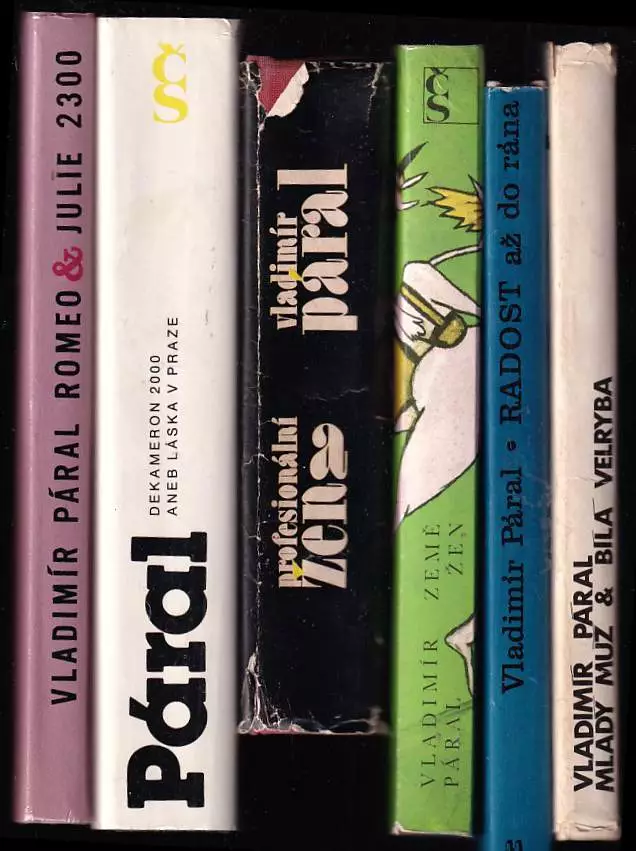 VLADIMÍR PÁRAL ROMEO & JULIE 2300
Páral
DEKAMERON 2000
ANEB LÁSKA V PRAZE
ČS
profesionální
žena
vladimír
páral
VLADIMÍR
PÁRAL
ZEMĚ
ŽEN
ČS
Vladimír Páral • RADOST až do rána
VLADIMÍR PÁRAL
MLADÝ MUŽ & BÍLÁ VELRYBA